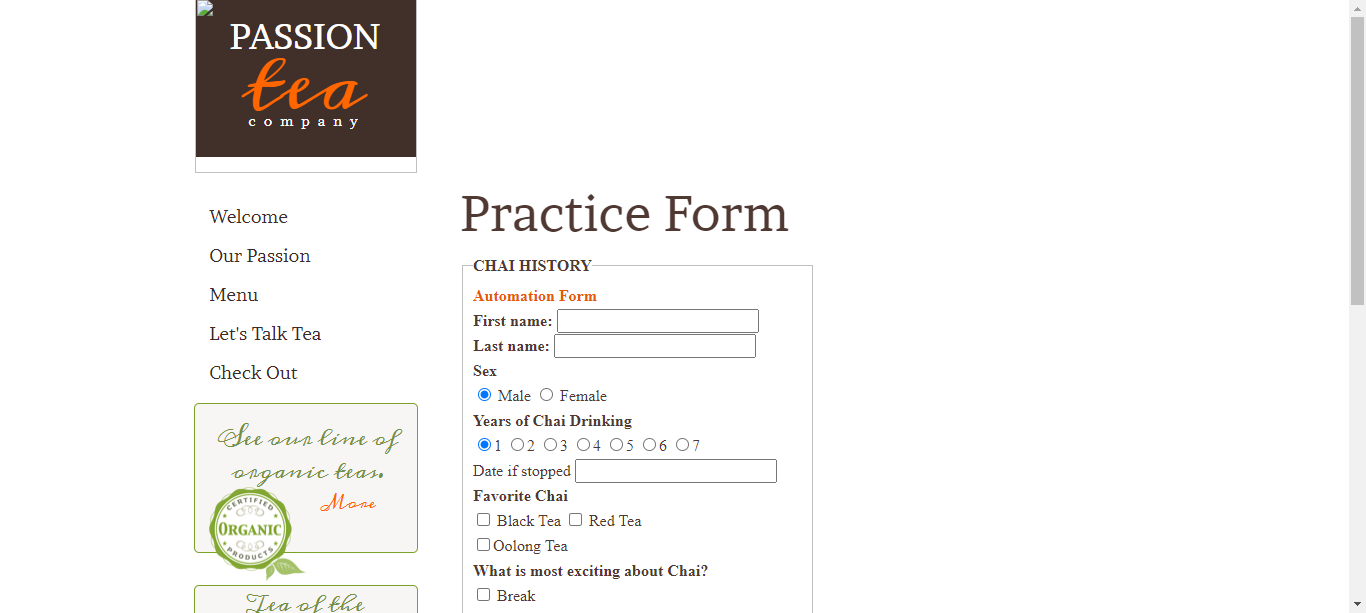 PASSION
tea
company
Welcome
Our Passion
Menu
Let's Talk Tea
Check Out
See our line of
organic teas.
More
CERTIFIED
ORGANIC
PRODUCTS
Tea of the
Practice Form
CHAI HISTORY
Automation Form
First name:
Last name:
Sex
Male Female
Years of Chai Drinking
1 2 3 4 5 6 7
Date if stopped
Favorite Chai
Black Tea Red Tea
Oolong Tea
What is most exciting about Chai?
Break